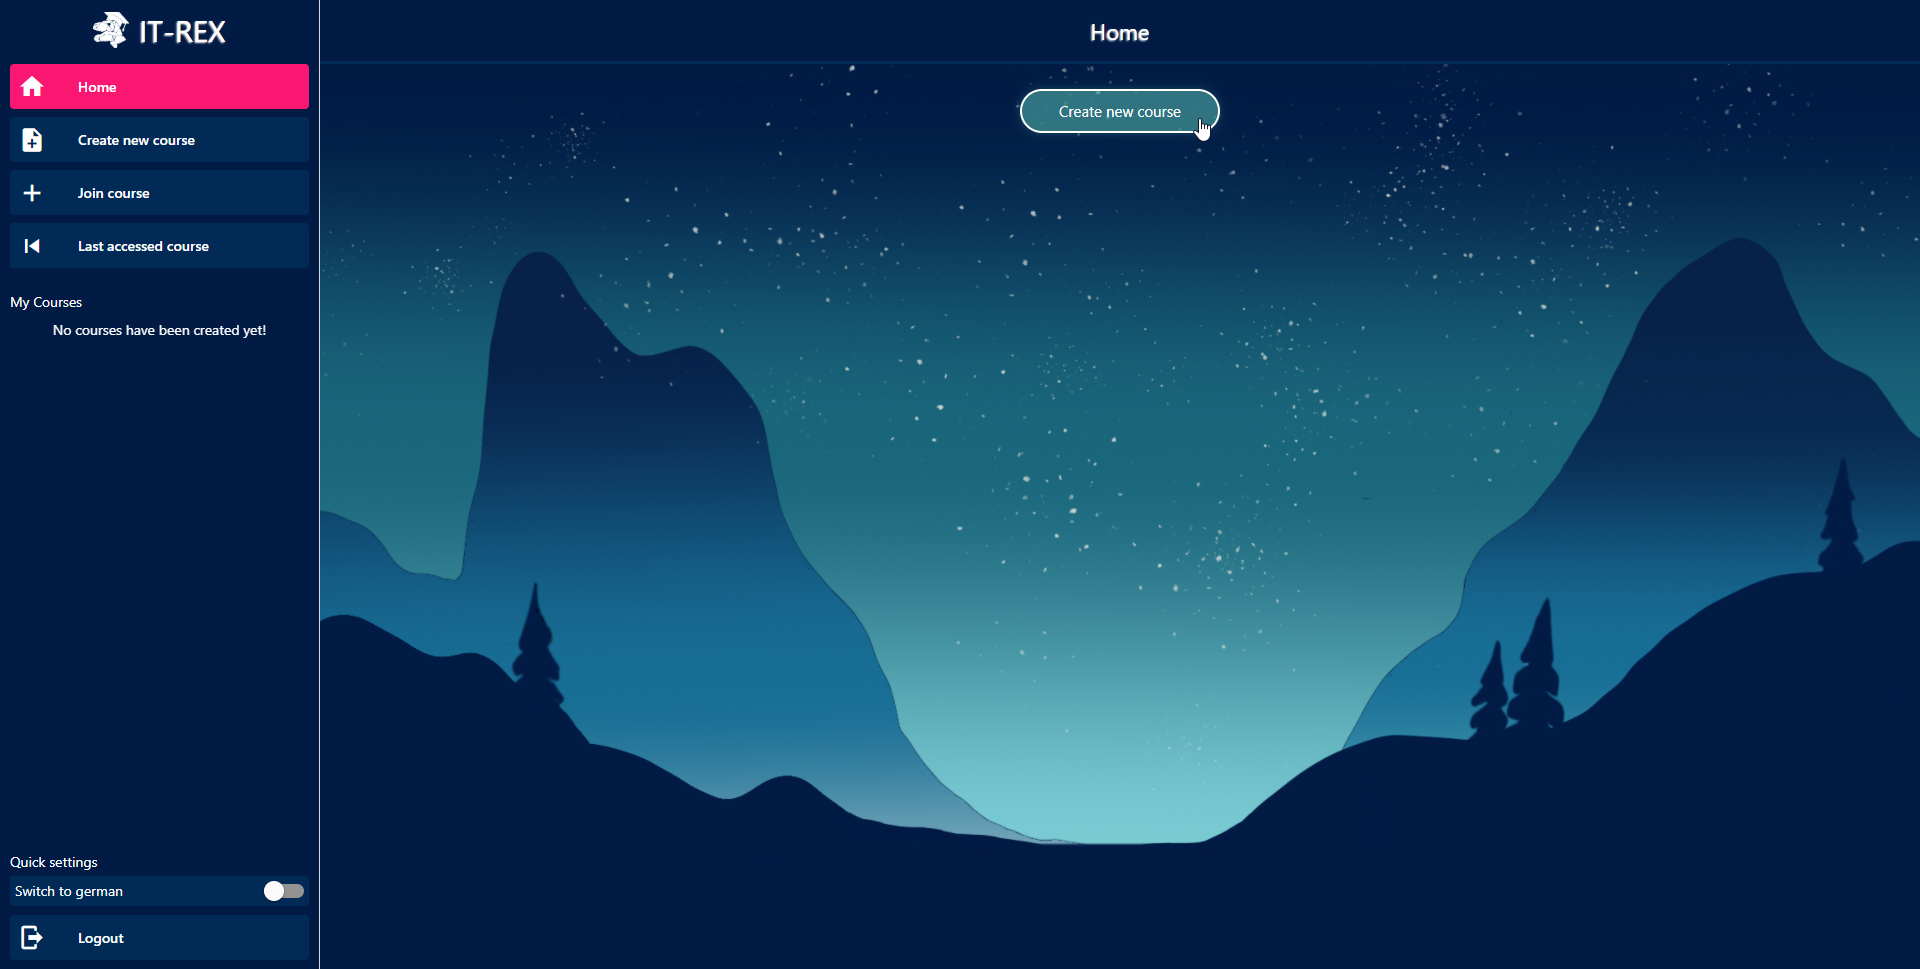 IT-REX
Home
Home
Create new course
Create new course
Join course
Last accessed course
My Courses
No courses have been created yet!
Quick settings
Switch to german
Logout